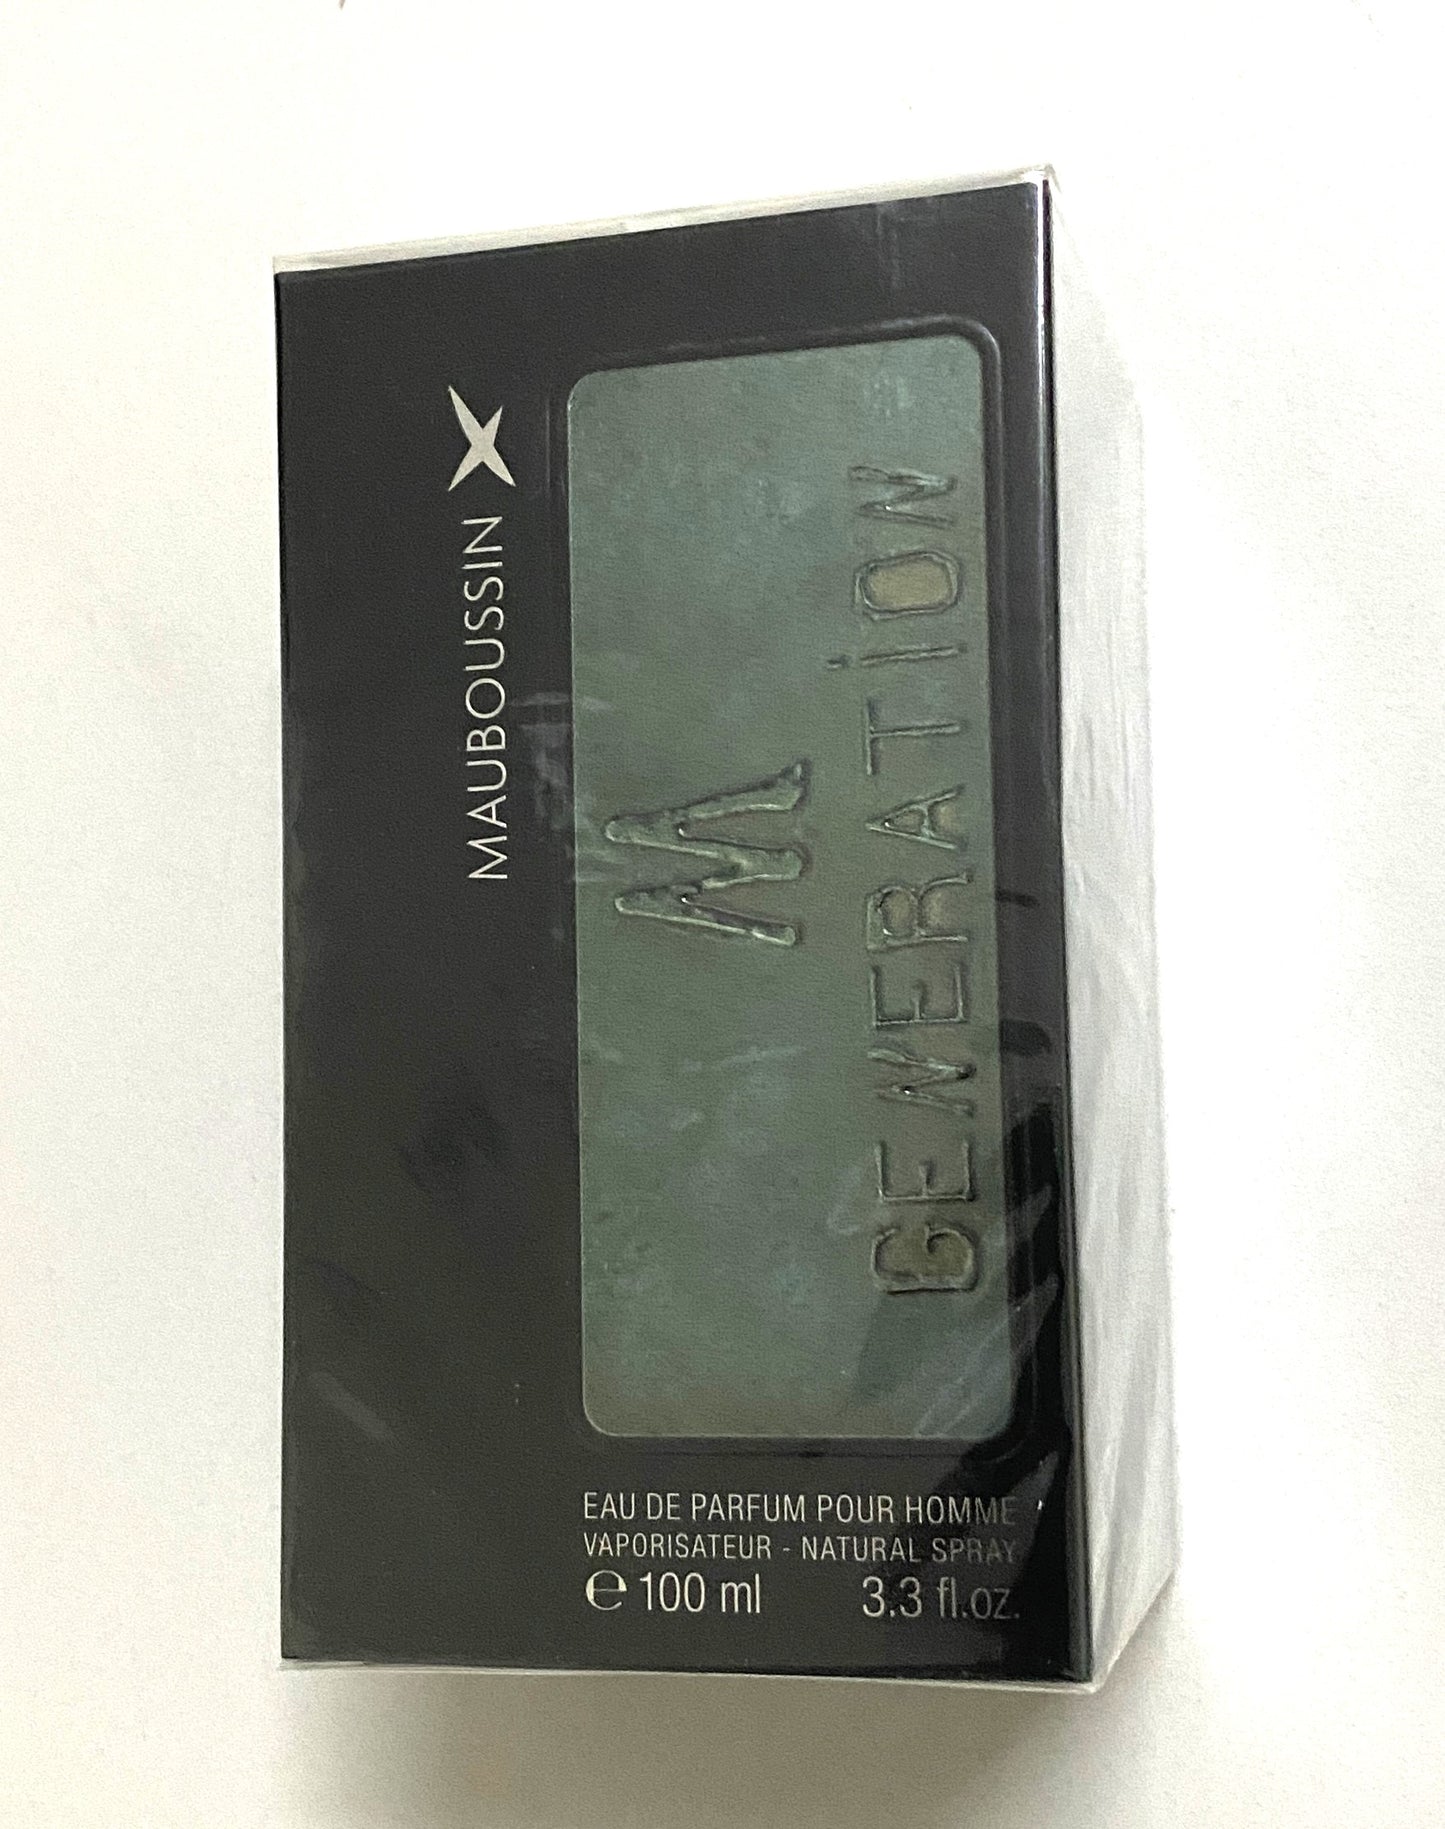 MAUBOUSSIN
M
GENERATiON
EAU DE PARFUM POUR HOMME
VAPORISATEUR - NATURAL SPRAY
℮ 100 ml 3.3 fl.oz.